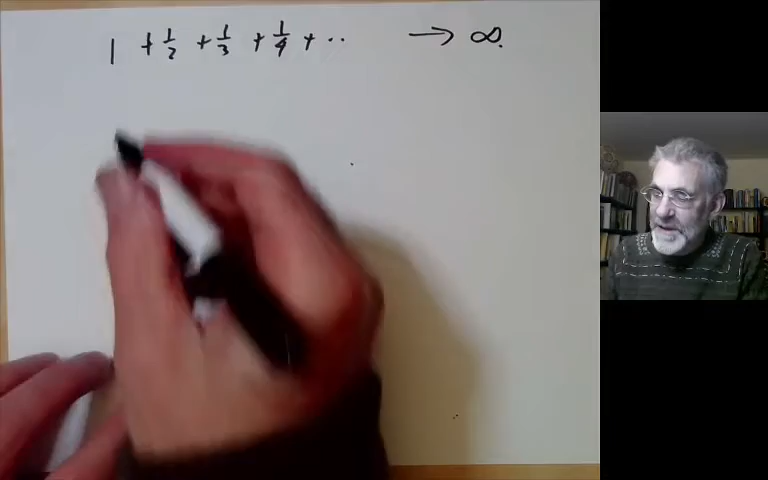 1 + 1/2 + 1/3 + 1/4 + ... → ∞.